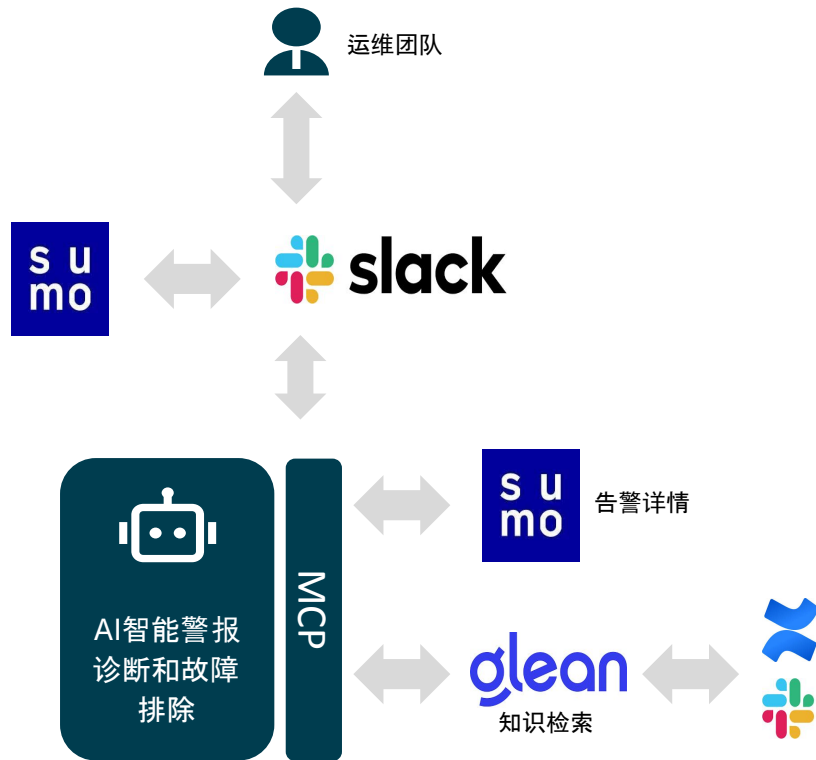 运维团队
s u
mo
slack
s u
mo
告警详情
MCP
AI智能警报
诊断和故障
排除
glean
知识检索